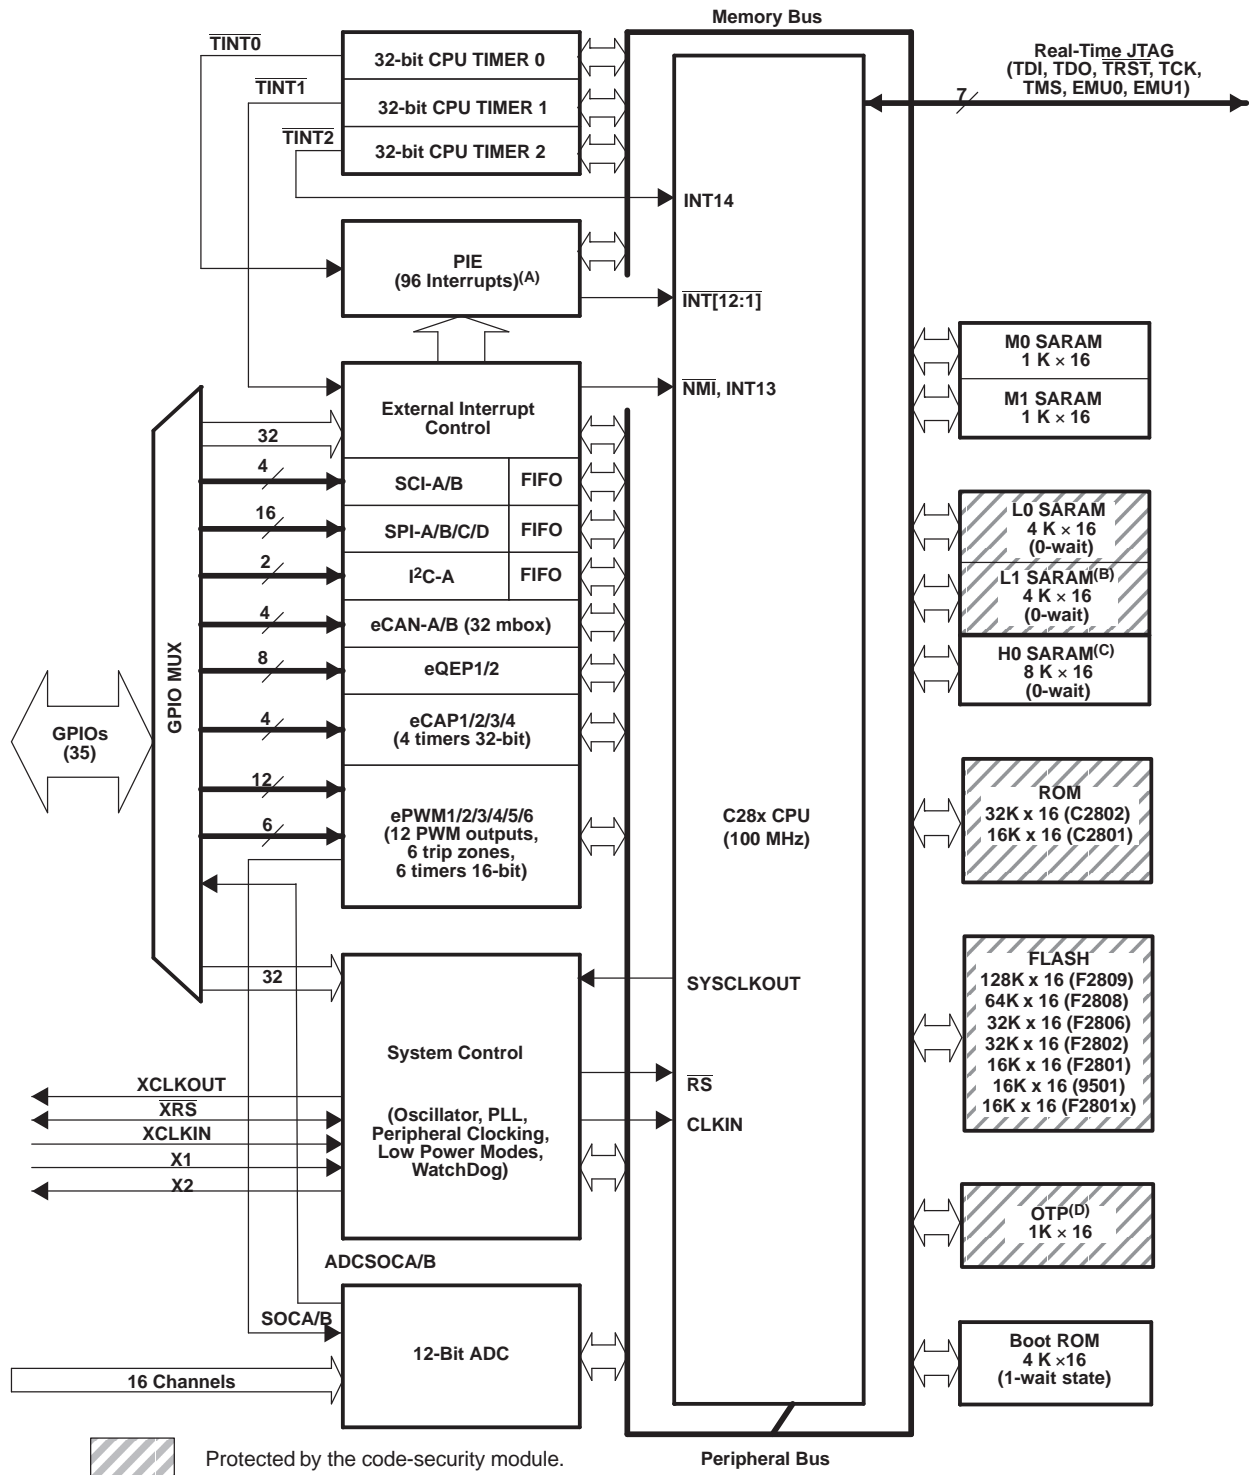 Memory Bus
TINT0
32-bit CPU TIMER 0
Real-Time JTAG
(TDI, TDO, TRST, TCK,
TMS, EMU0, EMU1)
7
TINT1
32-bit CPU TIMER 1
TINT2
32-bit CPU TIMER 2
INT14
PIE
(96 Interrupts)(A)
INT[12:1]
M0 SARAM
1 K × 16
M1 SARAM
1 K × 16
NMI, INT13
External Interrupt
Control
32
4
SCI-A/B
FIFO
16
SPI-A/B/C/D
FIFO
2
I2C-A
FIFO
4
eCAN-A/B (32 mbox)
8
eQEP1/2
4
eCAP1/2/3/4
(4 timers 32-bit)
12
ePWM1/2/3/4/5/6
(12 PWM outputs,
6 trip zones,
6 timers 16-bit)
6
GPIO MUX
GPIOs
(35)
L0 SARAM
4 K × 16
(0-wait)
L1 SARAM(B)
4 K × 16
(0-wait)
H0 SARAM(C)
8 K × 16
(0-wait)
C28x CPU
(100 MHz)
ROM
32K x 16 (C2802)
16K x 16 (C2801)
32
SYSCLKOUT
System Control
(Oscillator, PLL,
Peripheral Clocking,
Low Power Modes,
WatchDog)
RS
CLKIN
XCLKOUT
XRS
XCLKIN
X1
X2
FLASH
128K x 16 (F2809)
64K x 16 (F2808)
32K x 16 (F2806)
32K x 16 (F2802)
16K x 16 (F2801)
16K x 16 (9501)
16K x 16 (F2801x)
OTP(D)
1K × 16
ADCSOCA/B
SOCA/B
12-Bit ADC
16 Channels
Boot ROM
4 K ×16
(1-wait state)
Protected by the code-security module.
Peripheral Bus